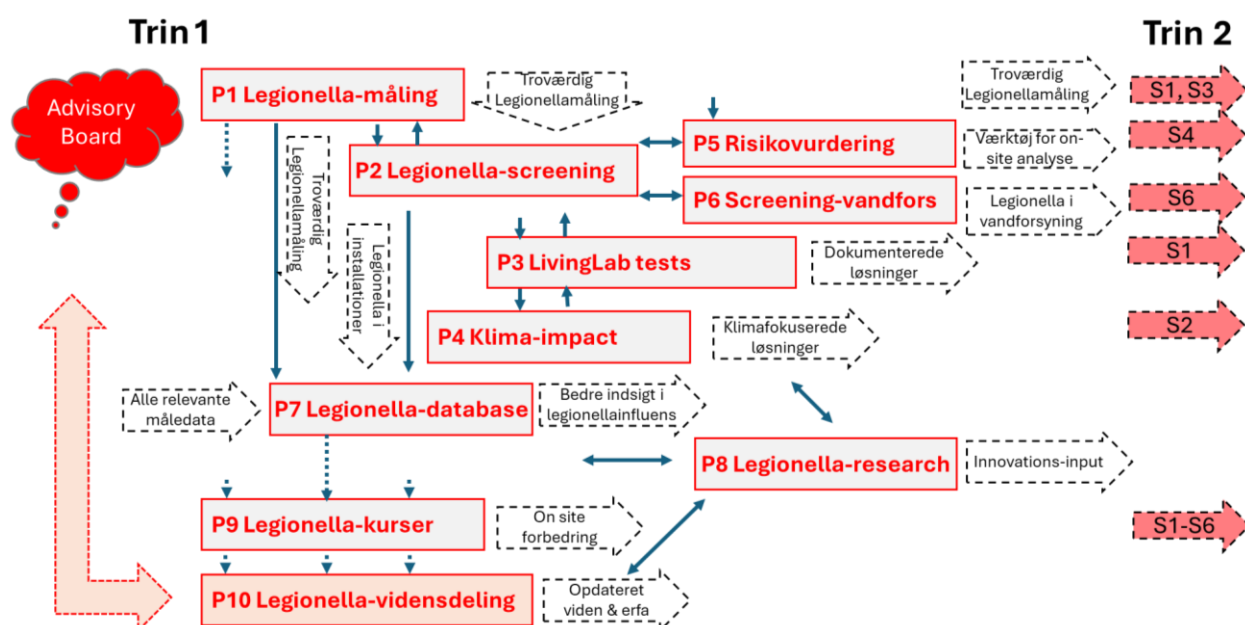 Trin 1
Trin 2
Advisory
Board
P1 Legionella-måling
Troværdig
Legionellamåling
Troværdig
Legionellamåling
S1, S3
P5 Risikovurdering
Værktøj for on-
site analyse
S4
P2 Legionella-screening
P6 Screening-vandfors
Legionella i
vandforsyning
S6
Troværdig
Legionellamåling
Legionella i
installationer
P3 LivingLab tests
Dokumenterede
løsninger
S1
P4 Klima-impact
Klimafokuserede
løsninger
S2
Alle relevante
måledata
P7 Legionella-database
Bedre indsigt i
legionellainfluens
P8 Legionella-research
Innovations-input
P9 Legionella-kurser
On site
forbedring
S1-S6
P10 Legionella-vidensdeling
Opdateret
viden & erfa